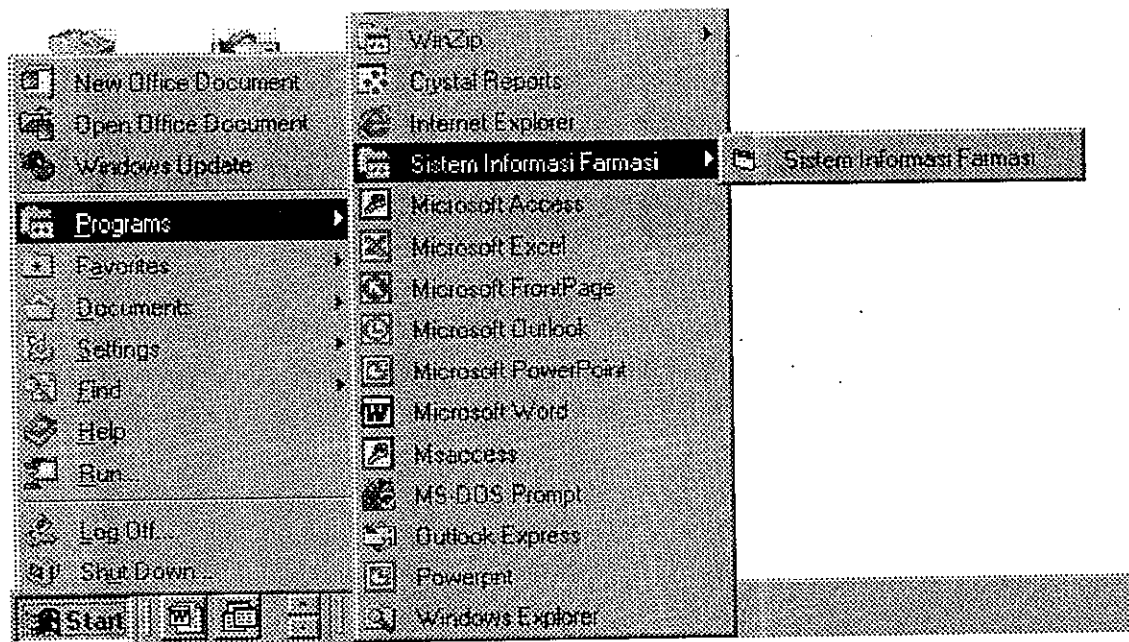 New Office Document
Open Office Document
Windows Update
Programs
Favorites
Documents
Settings
Find
Help
Run...
Log Off...
Shut Down...
Start
WinZip
Crystal Reports
Internet Explorer
Sistem Informasi Farmasi
Microsoft Access
Microsoft Excel
Microsoft FrontPage
Microsoft Outlook
Microsoft PowerPoint
Microsoft Word
Msaccess
MS-DOS Prompt
Outlook Express
Powerpnt
Windows Explorer
Sistem Informasi Farmasi